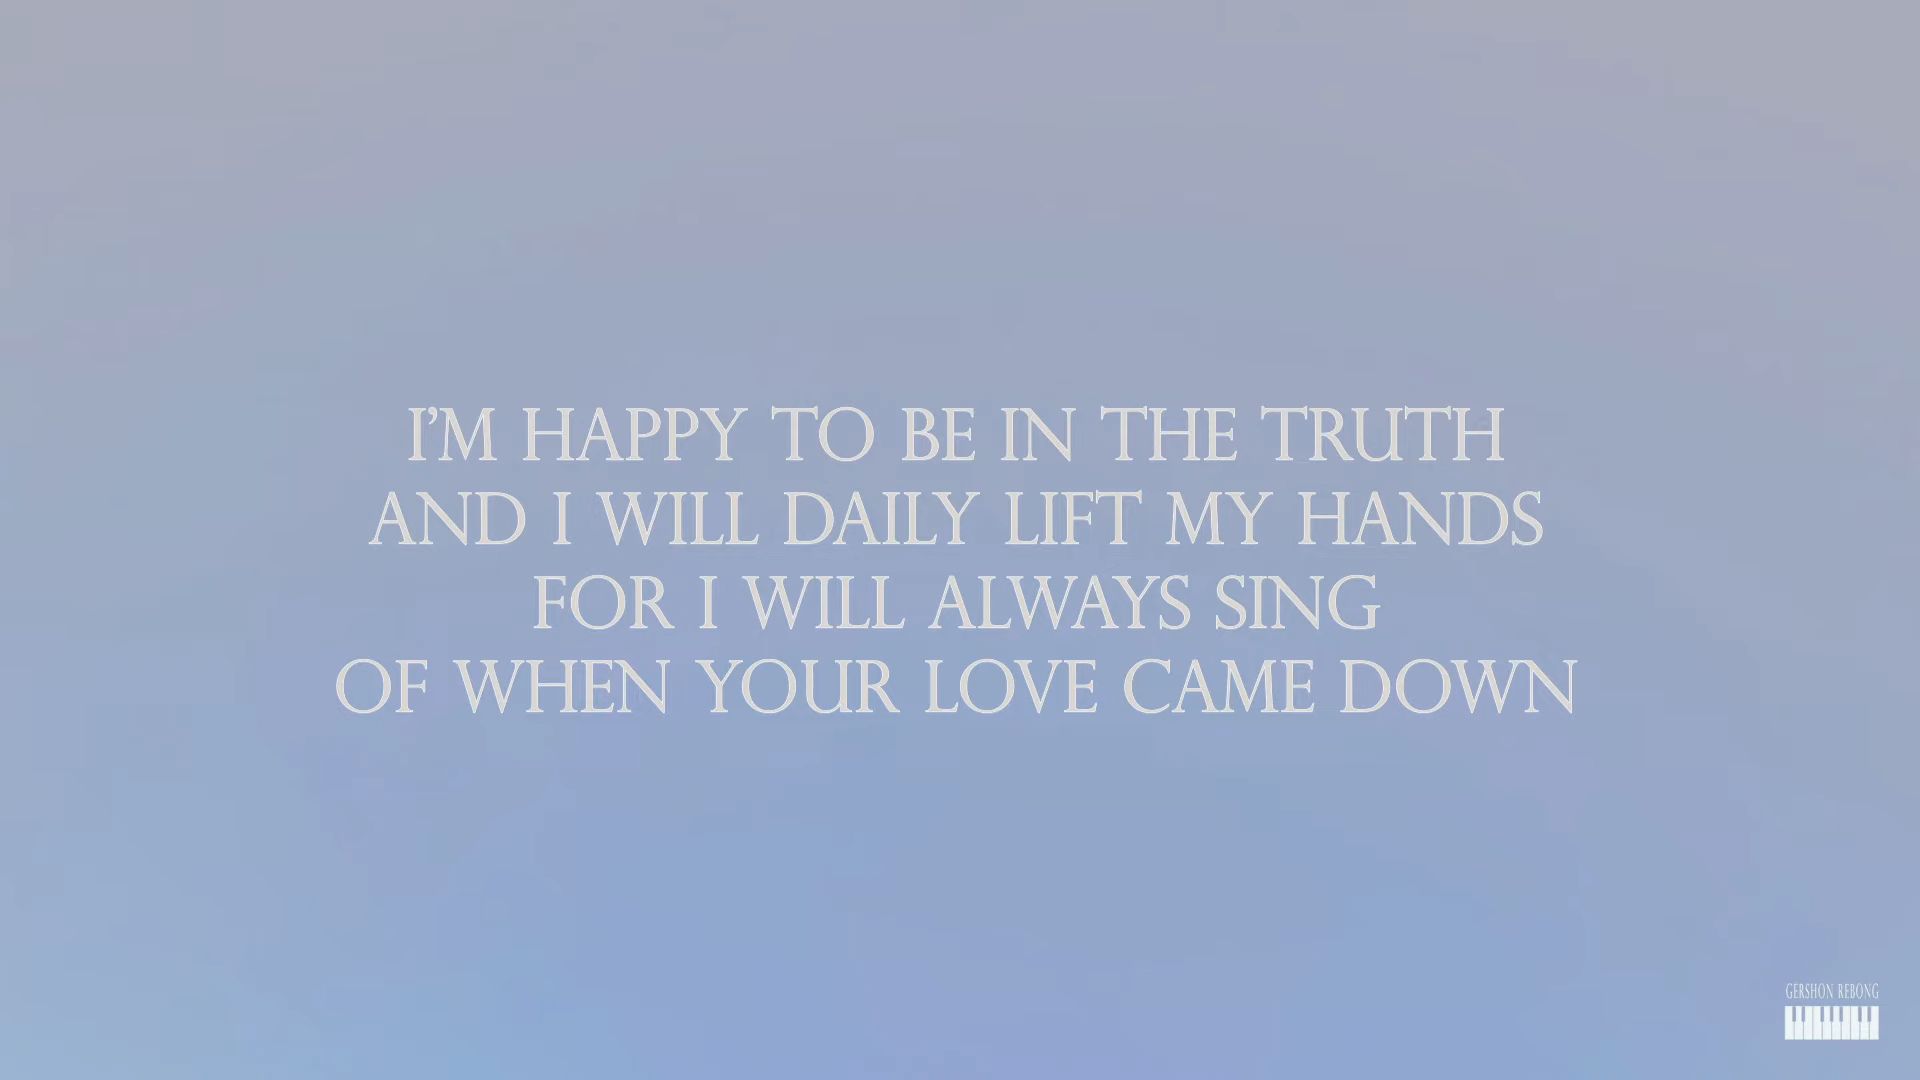 I'M HAPPY TO BE IN THE TRUTH
AND I WILL DAILY LIFT MY HANDS
FOR I WILL ALWAYS SING
OF WHEN YOUR LOVE CAME DOWN
GERSHON REBONG